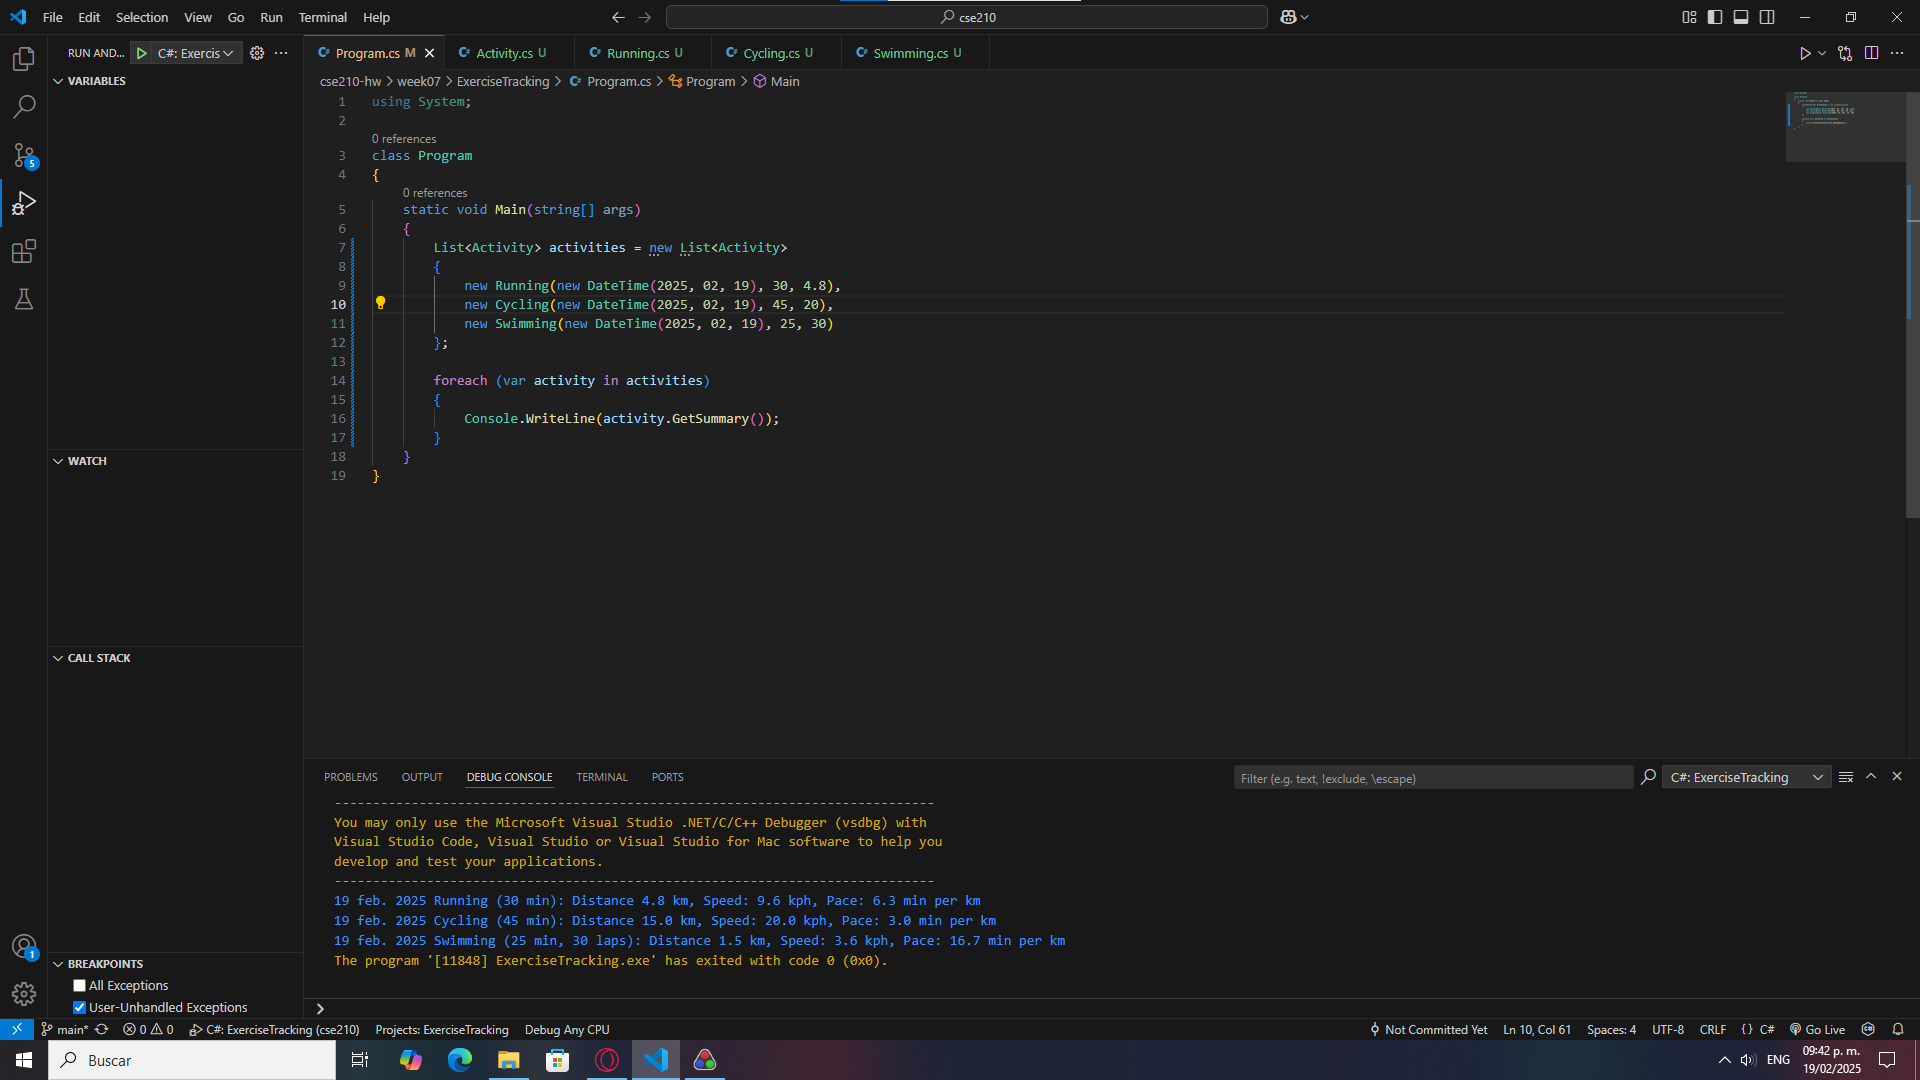 File Edit Selection View Go Run Terminal Help
cse210
RUN AND... C#: Exercis
Program.cs M
Activity.cs U
Running.cs U
Cycling.cs U
Swimming.cs U
VARIABLES
cse210-hw > week07 > ExerciseTracking > Program.cs > Program > Main
1 using System;
2
0 references
3 class Program
4 {
0 references
5 static void Main(string[] args)
6 {
7 List<Activity> activities = new List<Activity>
8 {
9 new Running(new DateTime(2025, 02, 19), 30, 4.8),
10 new Cycling(new DateTime(2025, 02, 19), 45, 20),
11 new Swimming(new DateTime(2025, 02, 19), 25, 30)
12 };
13
14 foreach (var activity in activities)
15 {
16 Console.WriteLine(activity.GetSummary());
17 }
18 }
19 }
WATCH
CALL STACK
BREAKPOINTS
All Exceptions
User-Unhandled Exceptions
PROBLEMS OUTPUT DEBUG CONSOLE TERMINAL PORTS
Filter (e.g. text, !exclude, \escape)
C#: ExerciseTracking
-------------------------------------------------------------------
You may only use the Microsoft Visual Studio .NET/C/C++ Debugger (vsdbg) with
Visual Studio Code, Visual Studio or Visual Studio for Mac software to help you
develop and test your applications.
-------------------------------------------------------------------
19 feb. 2025 Running (30 min): Distance 4.8 km, Speed: 9.6 kph, Pace: 6.3 min per km
19 feb. 2025 Cycling (45 min): Distance 15.0 km, Speed: 20.0 kph, Pace: 3.0 min per km
19 feb. 2025 Swimming (25 min, 30 laps): Distance 1.5 km, Speed: 3.6 kph, Pace: 16.7 min per km
The program '[11848] ExerciseTracking.exe' has exited with code 0 (0x0).
5
1
main* 0 0 C#: ExerciseTracking (cse210) Projects: ExerciseTracking Debug Any CPU
Not Committed Yet Ln 10, Col 61 Spaces: 4 UTF-8 CRLF {} C# Go Live
Buscar
ENG
09:42 p. m.
19/02/2025